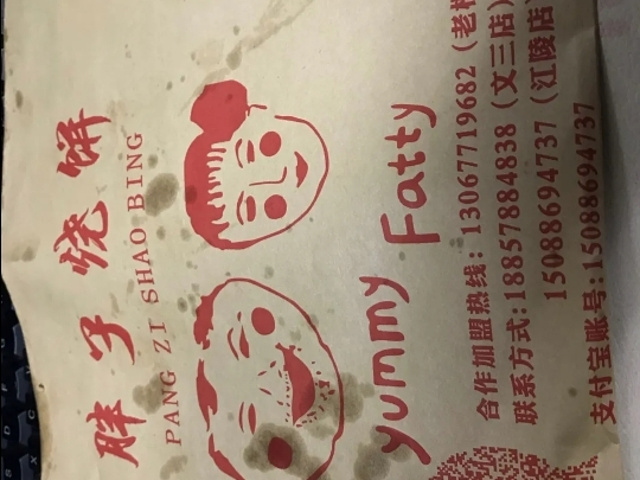 胖子烧饼
PANG ZI SHAO BING
yummy Fatty
合作加盟热线: 13067719682 (老
联系方式:18857884838 (文三店)
15088694737 (江陵店
支付宝账号:15088694737